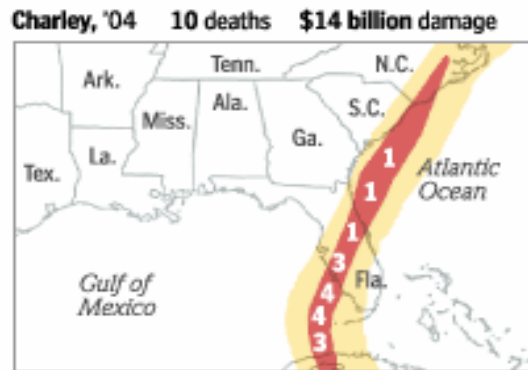 Charley, '04 10 deaths $14 billion damage
Tenn.
N.C.
Ark.
Ala.
S.C.
Miss.
Ga.
La.
Tex.
1
Atlantic
Ocean
1
1
3
Fla.
Gulf of
Mexico
4
4
3